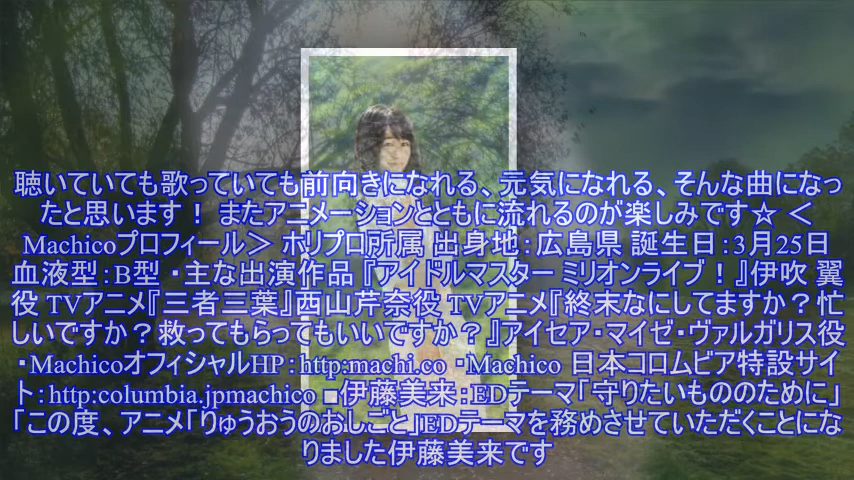 聴いていても歌っていても前向きになれる、元気になれる、そんな曲になっ
たと思います！ またアニメーションとともに流れるのが楽しみです☆ ＜
Machicoプロフィール＞ ホリプロ所属 出身地：広島県 誕生日：3月25日
血液型：B型 ・主な出演作品 『アイドルマスター ミリオンライブ！』伊吹 翼
役 TVアニメ『三者三葉』西山芹奈役 TVアニメ『終末なにしてますか？忙
しいですか？救ってもらってもいいですか？』アイセア・マイゼ・ヴァルガリス役
・MachicoオフィシャルHP：http:machi.co ・Machico 日本コロムビア特設サイ
ト：http:columbia.jpmachico ■伊藤美来：EDテーマ「守りたいもののために」
「この度、アニメ「りゅうおうのおしごと」EDテーマを務めさせていただくことにな
りました伊藤美来です